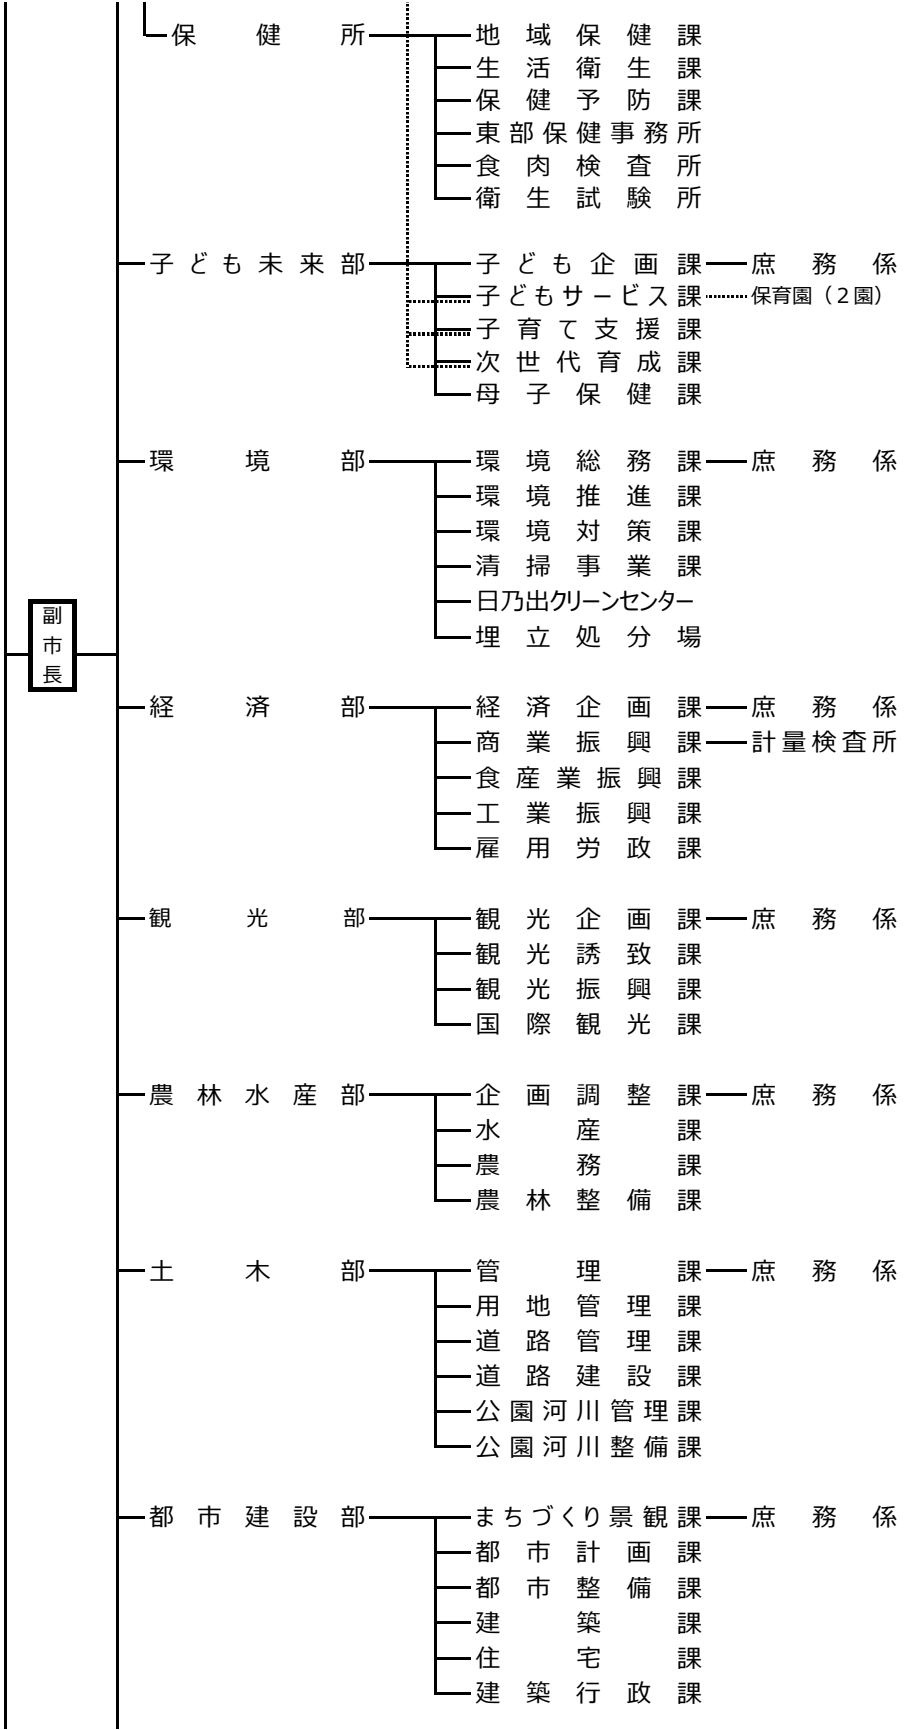 保健所 地域保健課
生活衛生課
保健予防課
東部保健事務所
食肉検査所
衛生試験所
子ども未来部 子ども企画課 庶務係
子どもサービス課 保育園（２園）
子育て支援課
次世代育成課
母子保健課
環境部 環境総務課 庶務係
環境推進課
環境対策課
清掃事業課
日乃出クリーンセンター
埋立処分場
副市長
経済部 経済企画課 庶務係
商業振興課 計量検査所
食産業振興課
工業振興課
雇用労政課
観光部 観光企画課 庶務係
観光誘致課
観光振興課
国際観光課
農林水産部 企画調整課 庶務係
水産課
農務課
農林整備課
土木部 管理課 庶務係
用地管理課
道路管理課
道路建設課
公園河川管理課
公園河川整備課
都市建設部 まちづくり景観課 庶務係
都市計画課
都市整備課
建築課
住宅課
建築行政課